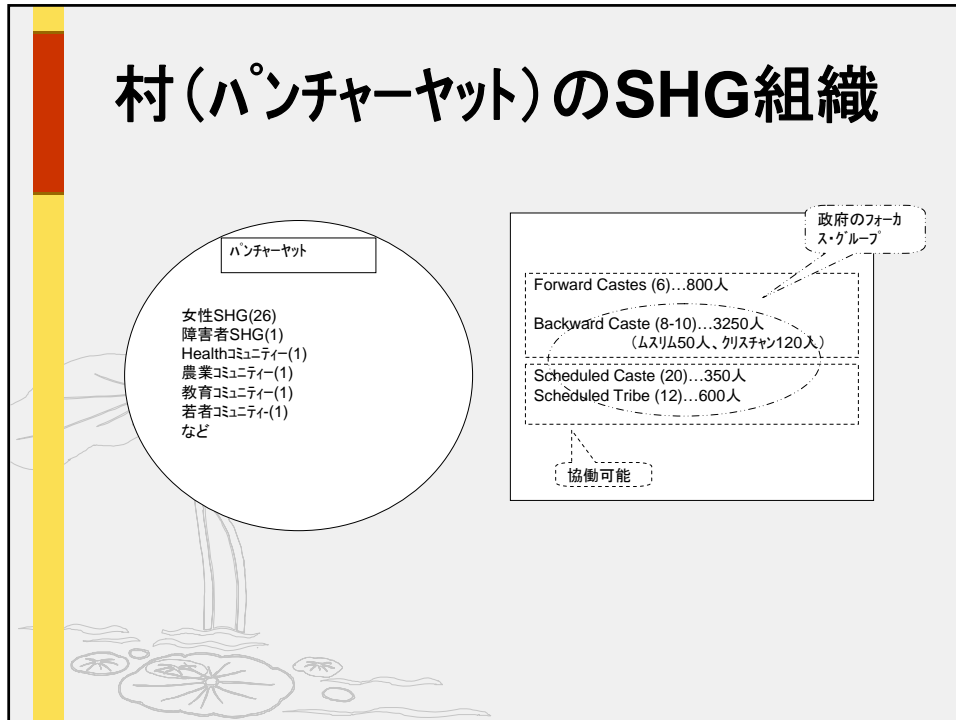 村(パンチャーヤット)のSHG組織
パンチャーヤット
女性SHG(26)
障害者SHG(1)
Healthコミュニティー(1)
農業コミュニティー(1)
教育コミュニティー(1)
若者コミュニティ-(1)
など
政府のフォーカ
ス・グループ
Forward Castes (6)…800人
Backward Caste (8-10)…3250人
(ムスリム50人、クリスチャン120人)
Scheduled Caste (20)…350人
Scheduled Tribe (12)…600人
協働可能